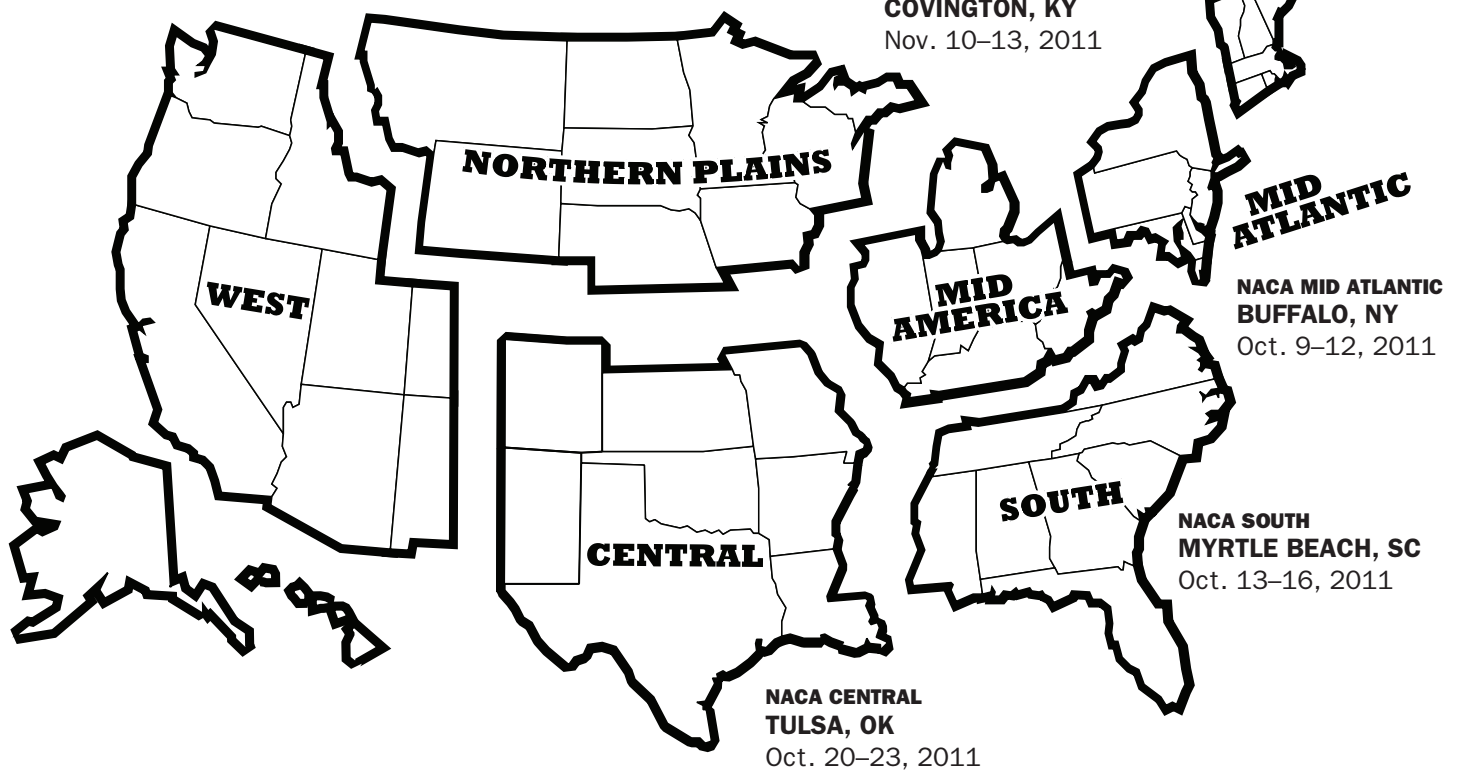 COVINGTON, KY
Nov. 10–13, 2011
NORTHERN PLAINS
MID
ATLANTIC
WEST
MID
AMERICA
NACA MID ATLANTIC
BUFFALO, NY
Oct. 9–12, 2011
SOUTH
CENTRAL
NACA SOUTH
MYRTLE BEACH, SC
Oct. 13–16, 2011
NACA CENTRAL
TULSA, OK
Oct. 20–23, 2011